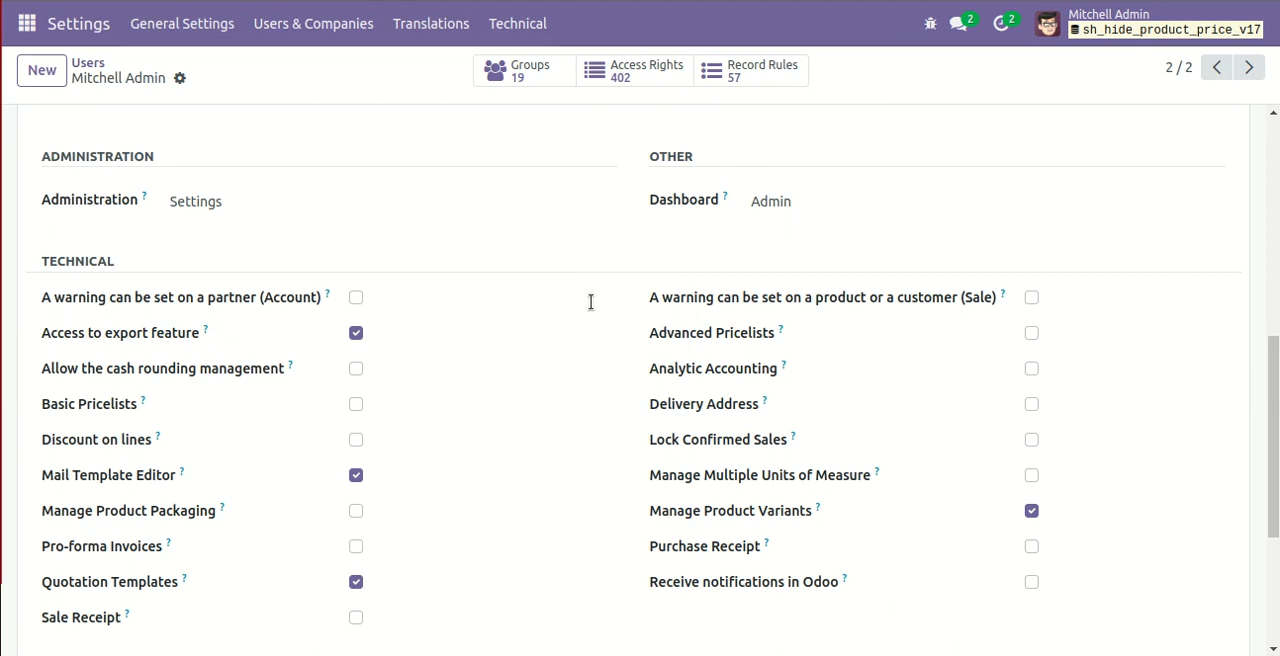 Settings General Settings Users & Companies Translations Technical 2 2 Mitchell Admin
sh_hide_product_price_v17
New Users
Mitchell Admin
Groups
19
Access Rights
402
Record Rules
57
2 / 2
ADMINISTRATION
Administration ? Settings
OTHER
Dashboard ? Admin
TECHNICAL
A warning can be set on a partner (Account) ?
A warning can be set on a product or a customer (Sale) ?
Access to export feature ?
Advanced Pricelists ?
Allow the cash rounding management ?
Analytic Accounting ?
Basic Pricelists ?
Delivery Address ?
Discount on lines ?
Lock Confirmed Sales ?
Mail Template Editor ?
Manage Multiple Units of Measure ?
Manage Product Packaging ?
Manage Product Variants ?
Pro-forma Invoices ?
Purchase Receipt ?
Quotation Templates ?
Receive notifications in Odoo ?
Sale Receipt ?